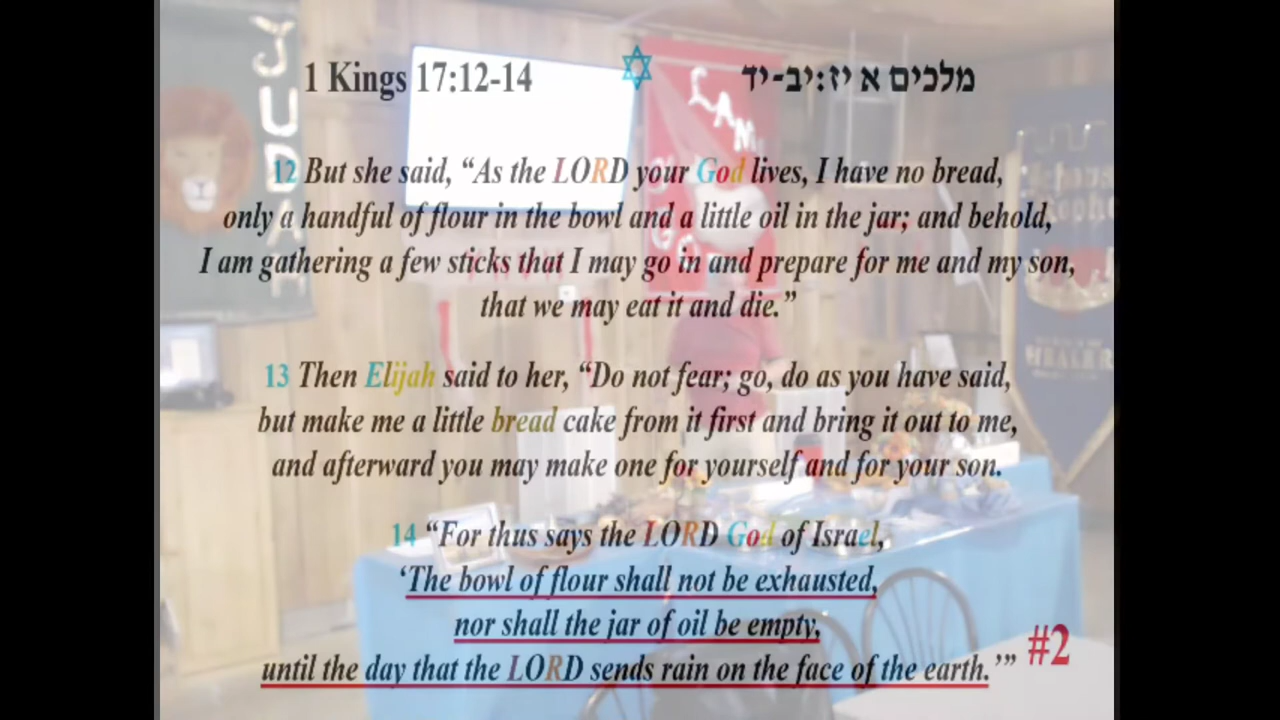 1 Kings 17:12-14
מלכים א יז:יב-יד
12 But she said, “As the LORD your God lives, I have no bread,
only a handful of flour in the bowl and a little oil in the jar; and behold,
I am gathering a few sticks that I may go in and prepare for me and my son,
that we may eat it and die.”
13 Then Elijah said to her, “Do not fear; go, do as you have said,
but make me a little bread cake from it first and bring it out to me,
and afterward you may make one for yourself and for your son.
14 “For thus says the LORD God of Israel,
‘The bowl of flour shall not be exhausted,
nor shall the jar of oil be empty,
until the day that the LORD sends rain on the face of the earth.’”
#2
JUDAH
LAM
HEALER